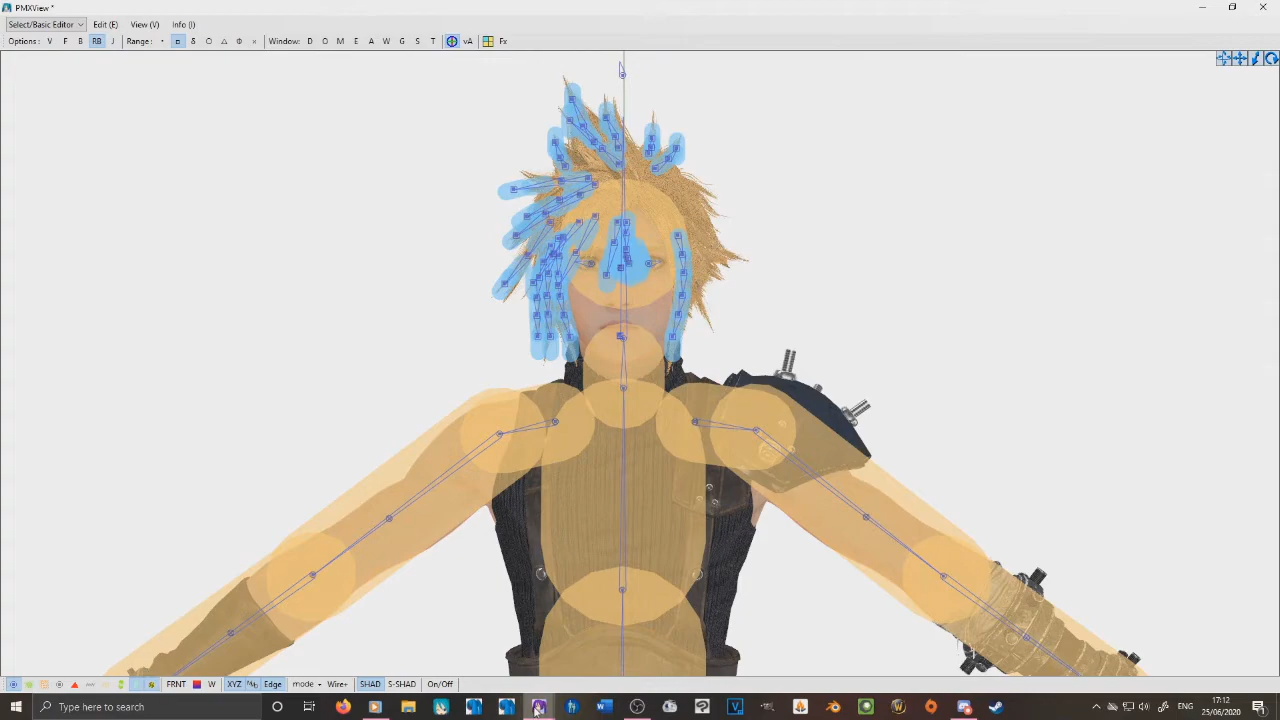 PMXView *
Select/Basic Editor Edit (E) View (V) Info (I)
Options: V F B RB J Range: Window: D O M E A W G S T vA Fx
FRNT W XYZ Edge mode Wire+ SHAD S-SHAD On/Off
Type here to search
ENG
17:12
25/06/2020